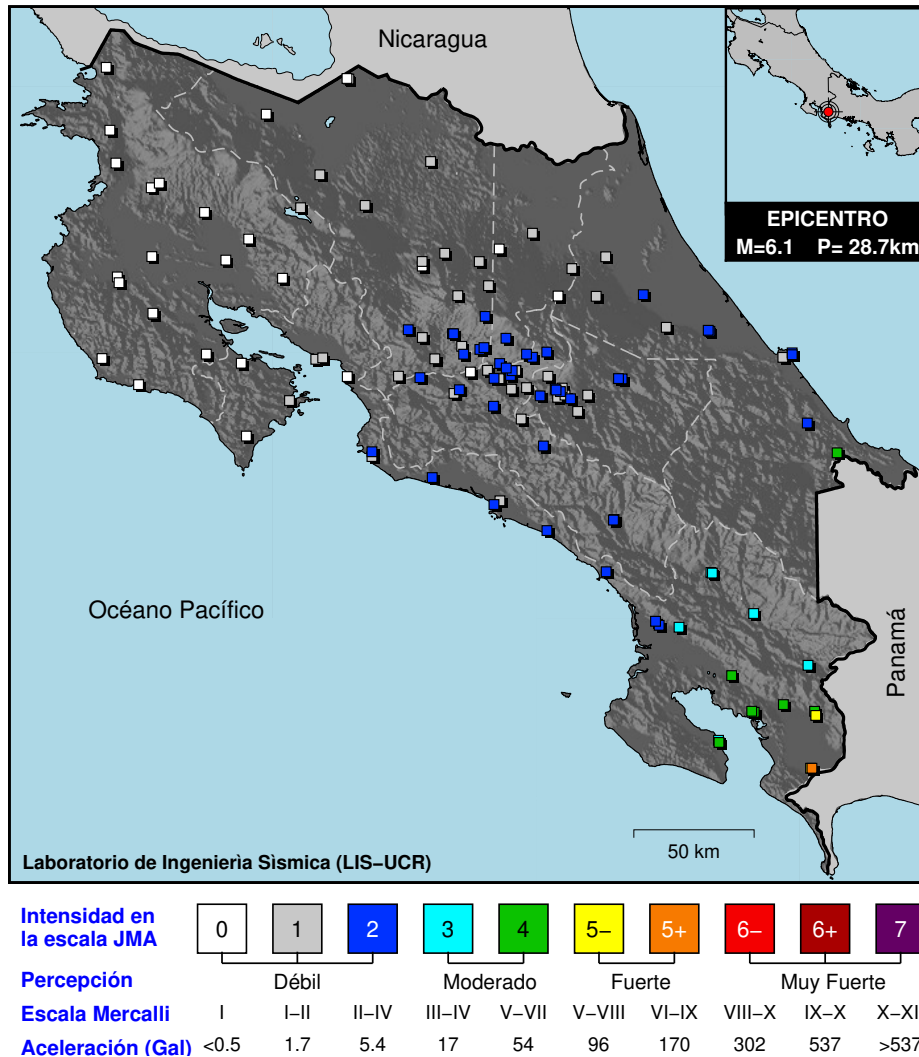 Nicaragua
EPICENTRO
M=6.1 P= 28.7km
Océano Pacífico
Panamá
50 km
Laboratorio de Ingenierìa Sìsmica (LIS−UCR)
Intensidad en
la escala JMA
0 1 2 3 4 5− 5+ 6− 6+ 7
Percepción Débil Moderado Fuerte Muy Fuerte
Escala Mercalli I I−II II−IV III−IV V−VII V−VIII VI−IX VIII−X IX−X X−XI
Aceleración (Gal) <0.5 1.7 5.4 17 54 96 170 302 537 >537